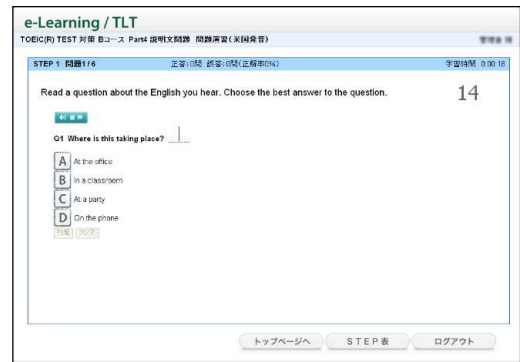 e-Learning / TLT
TOEIC(R) TEST 対策 Bコース Part4 説明文問題 問題演習(米国発音)
STEP 1 問題1/6 正答:0問 誤答:0問(正解率0%) 学習時間 0:00:18
Read a question about the English you hear. Choose the best answer to the question. 14
Q1 Where is this taking place?
A At the office
B In a classroom
C At a party
D On the phone
トップページへ STEP表 ログアウト